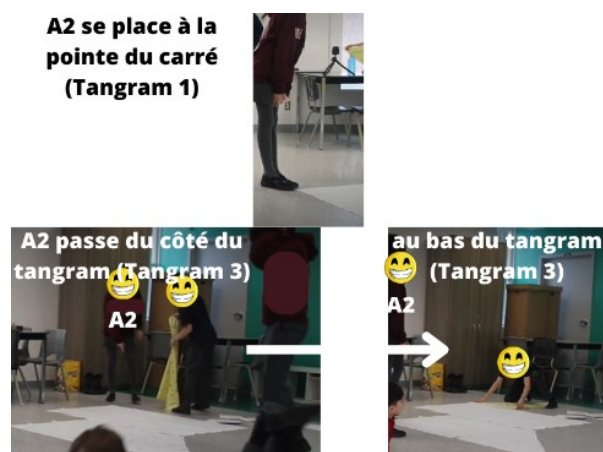 A2 se place à la
pointe du carré
(Tangram 1)
A2 passe du côté du
tangram (Tangram 3)
A2
au bas du tangram
(Tangram 3)
A2